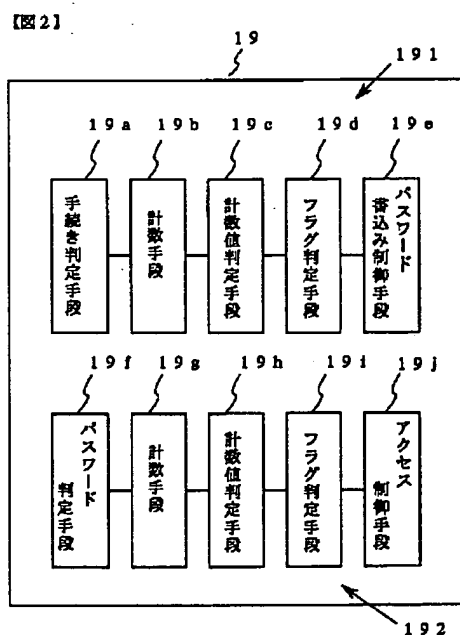 【図2】
19
191
19a
19b
19c
19d
19e
手続き判定手段
計数手段
計数値判定手段
フラグ判定手段
パスワード
書込み制御手段
19f
19g
19h
19i
19j
パスワード
判定手段
計数手段
計数値判定手段
フラグ判定手段
アクセス
制御手段
192